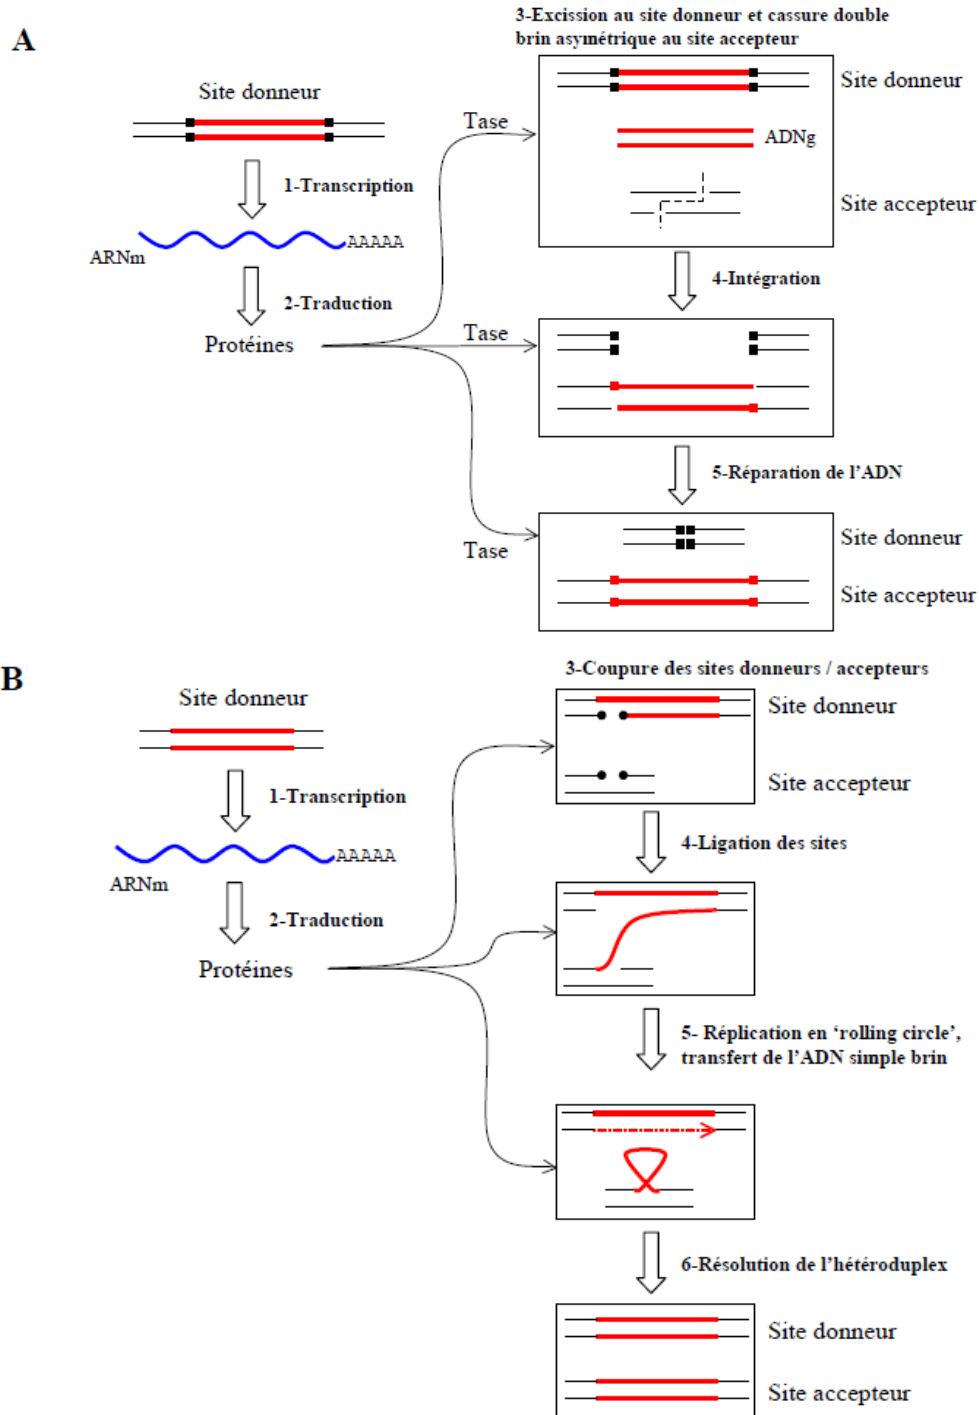 A
3-Excission au site donneur et cassure double
brin asymétrique au site accepteur
Site donneur
1-Transcription
ARNm
AAAAA
2-Traduction
Protéines
Tase
Tase
Tase
Site donneur
ADNg
Site accepteur
4-Intégration
5-Réparation de l'ADN
Site donneur
Site accepteur
B
3-Coupure des sites donneurs / accepteurs
Site donneur
1-Transcription
ARNm
AAAAA
2-Traduction
Protéines
Site donneur
Site accepteur
4-Ligation des sites
5- Réplication en 'rolling circle',
transfert de l'ADN simple brin
6-Résolution de l'hétéroduplex
Site donneur
Site accepteur